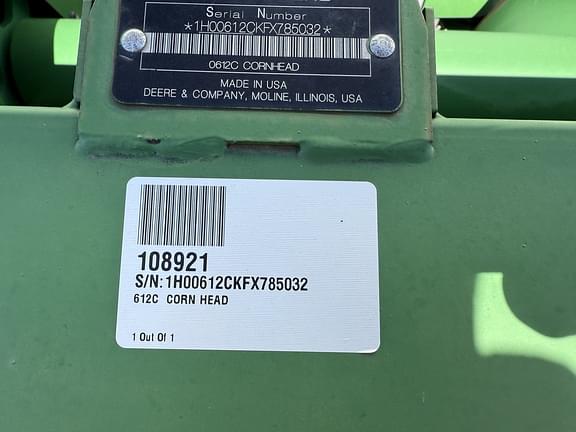 Serial Number
*1H00612CKFX785032*
0612C CORNHEAD
MADE IN USA
DEERE & COMPANY, MOLINE, ILLINOIS, USA
108921
S/N:1H00612CKFX785032
612C CORN HEAD
1 Out Of 1